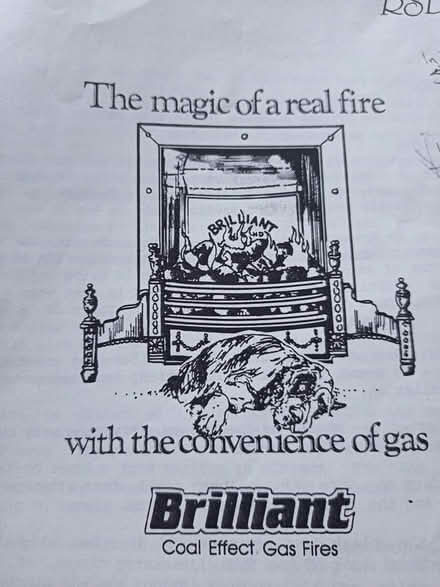 The magic of a real fire
BRILLIANT
with the convenience of gas
Brilliant
Coal Effect Gas Fires